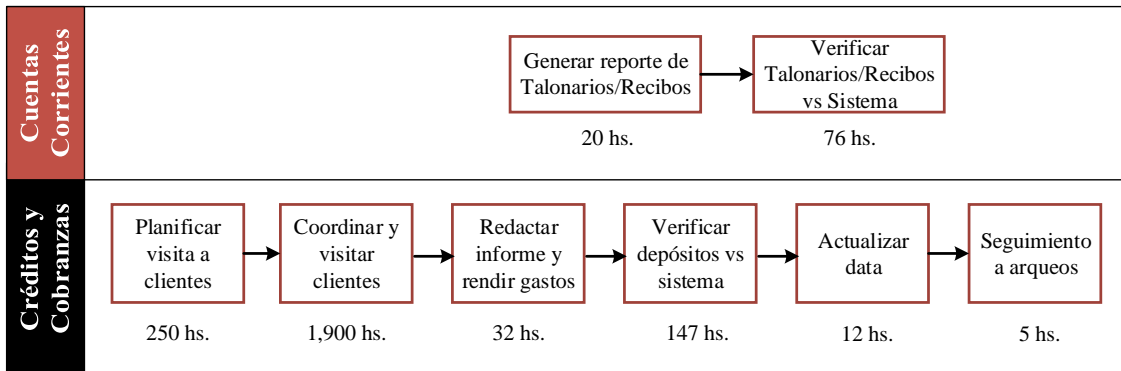 Cuentas
Corrientes
Generar reporte de
Talonarios/Recibos
20 hs.
Verificar
Talonarios/Recibos
vs Sistema
76 hs.
Créditos y
Cobranzas
Planificar
visita a
clientes
250 hs.
Coordinar y
visitar
clientes
1,900 hs.
Redactar
informe y
rendir gastos
32 hs.
Verificar
depósitos vs
sistema
147 hs.
Actualizar
data
12 hs.
Seguimiento
a arqueos
5 hs.